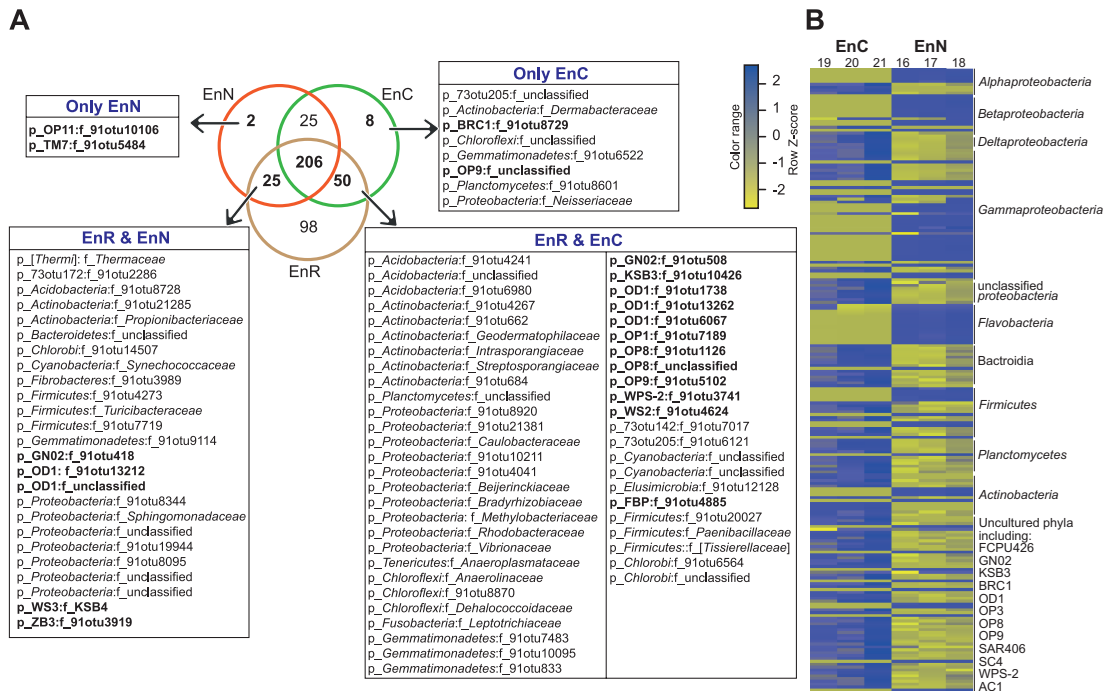 A
EnN
EnC
EnR
2
25
8
206
25
50
98
Only EnN
p_OP11:f_91otu10106
p_TM7:f_91otu5484
Only EnC
p_73otu205:f_unclassified
p_Actinobacteria:f_Dermabacteraceae
p_BRC1:f_91otu8729
p_Chloroflexi:f_unclassified
p_Gemmatimonadetes:f_91otu6522
p_OP9:f_unclassified
p_Planctomycetes:f_91otu8601
p_Proteobacteria:f_Neisseriaceae
EnR & EnN
p_[Thermi]: f_Thermaceae
p_73otu172:f_91otu2286
p_Acidobacteria:f_91otu8728
p_Actinobacteria:f_91otu21285
p_Actinobacteria:f_Propionibacteriaceae
p_Bacteroidetes:f_unclassified
p_Chlorobi:f_91otu14507
p_Cyanobacteria:f_Synechococcaceae
p_Fibrobacteres:f_91otu3989
p_Firmicutes:f_91otu4273
p_Firmicutes:f_Turicibacteraceae
p_Firmicutes:f_91otu7719
p_Gemmatimonadetes:f_91otu9114
p_GN02:f_91otu418
p_OD1: f_91otu13212
p_OD1:f_unclassified
p_Proteobacteria:f_91otu8344
p_Proteobacteria:f_Sphingomonadaceae
p_Proteobacteria:f_unclassified
p_Proteobacteria:f_91otu19944
p_Proteobacteria:f_91otu8095
p_Proteobacteria:f_unclassified
p_Proteobacteria:f_unclassified
p_WS3:f_KSB4
p_ZB3:f_91otu3919
EnR & EnC
p_Acidobacteria:f_91otu4241
p_Acidobacteria:f_unclassified
p_Acidobacteria:f_91otu6980
p_Actinobacteria:f_91otu4267
p_Actinobacteria:f_91otu662
p_Actinobacteria:f_Geodermatophilaceae
p_Actinobacteria:f_Intrasporangiaceae
p_Actinobacteria:f_Streptosporangiaceae
p_Actinobacteria:f_91otu684
p_Planctomycetes:f_unclassified
p_Proteobacteria:f_91otu8920
p_Proteobacteria:f_91otu21381
p_Proteobacteria:f_Caulobacteraceae
p_Proteobacteria:f_91otu10211
p_Proteobacteria:f_91otu4041
p_Proteobacteria:f_Beijerinckiaceae
p_Proteobacteria:f_Bradyrhizobiaceae
p_Proteobacteria:f_Methylobacteriaceae
p_Proteobacteria:f_Rhodobacteraceae
p_Proteobacteria:f_Vibrionaceae
p_Tenericutes:f_Anaeroplasmataceae
p_Chloroflexi:f_Anaerolinaceae
p_Chloroflexi:f_91otu8870
p_Chloroflexi:f_Dehalococcoidaceae
p_Fusobacteria:f_Leptotrichiaceae
p_Gemmatimonadetes:f_91otu7483
p_Gemmatimonadetes:f_91otu10095
p_Gemmatimonadetes:f_91otu833
p_GN02:f_91otu508
p_KSB3:f_91otu10426
p_OD1:f_91otu1738
p_OD1:f_91otu13262
p_OD1:f_91otu6067
p_OP1:f_91otu7189
p_OP8:f_91otu1126
p_OP8:f_unclassified
p_OP9:f_91otu5102
p_WPS-2:f_91otu3741
p_WS2:f_91otu4624
p_73otu142:f_91otu7017
p_73otu205:f_91otu6121
p_Cyanobacteria:f_unclassified
p_Cyanobacteria:f_unclassified
p_Elusimicrobia:f_91otu12128
p_FBP:f_91otu4885
p_Firmicutes:f_91otu20027
p_Firmicutes:f_Paenibacillaceae
p_Firmicutes::f_[Tissierellaceae]
p_Chlorobi:f_91otu6564
p_Chlorobi:f_unclassified
B
EnC EnN
19 20 21 16 17 18
Color range
Row Z-score
2
1
0
-1
-2
Alphaproteobacteria
Betaproteobacteria
Deltaproteobacteria
Gammaproteobacteria
unclassified
proteobacteria
Flavobacteria
Bactroidia
Firmicutes
Planctomycetes
Actinobacteria
Uncultured phyla
including:
FCPU426
GN02
KSB3
BRC1
OD1
OP3
OP8
OP9
SAR406
SC4
WPS-2
AC1